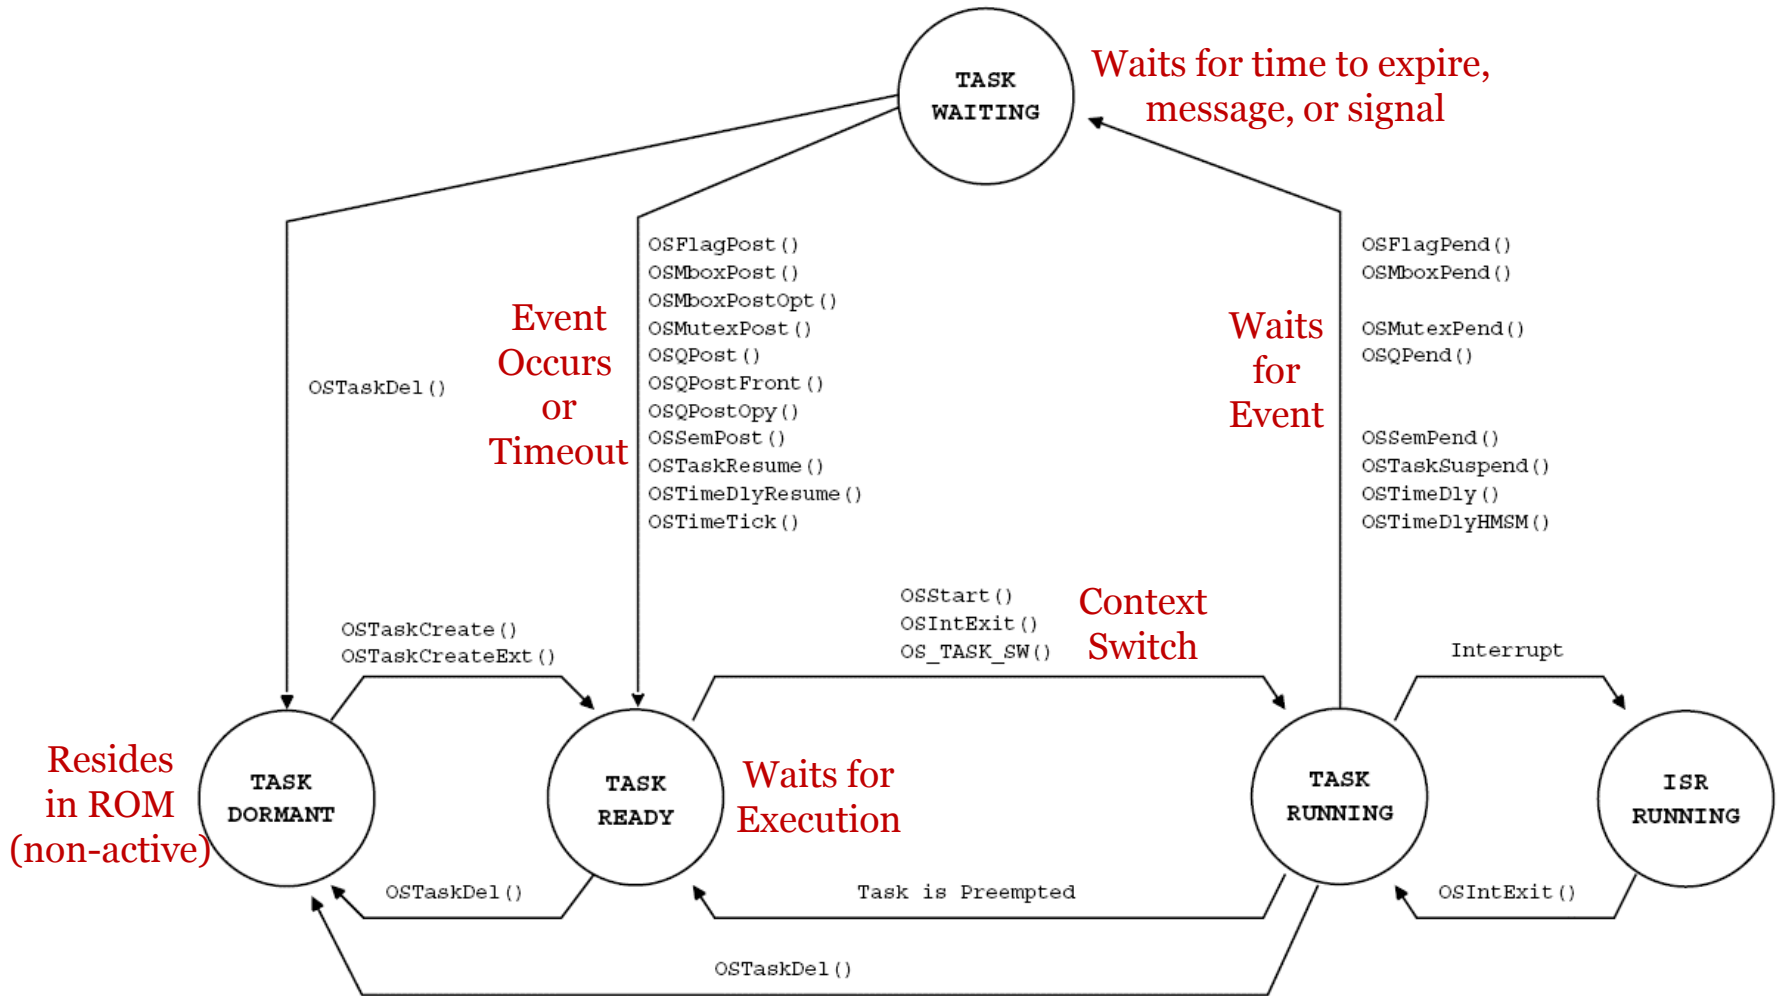 TASK
WAITING
Waits for time to expire,
message, or signal
OSTaskDel()
Event
Occurs
or
Timeout
OSFlagPost()
OSMboxPost()
OSMboxPostOpt()
OSMutexPost()
OSQPost()
OSQPostFront()
OSQPostOpy()
OSSemPost()
OSTaskResume()
OSTimeDlyResume()
OSTimeTick()
Waits
for
Event
OSFlagPend()
OSMboxPend()
OSMutexPend()
OSQPend()
OSSemPend()
OSTaskSuspend()
OSTimeDly()
OSTimeDlyHMSM()
OSTaskCreate()
OSTaskCreateExt()
OSStart()
OSIntExit()
OS_TASK_SW()
Context
Switch
Interrupt
Resides
in ROM
(non-active)
TASK
DORMANT
TASK
READY
Waits for
Execution
TASK
RUNNING
ISR
RUNNING
OSTaskDel()
Task is Preempted
OSIntExit()
OSTaskDel()